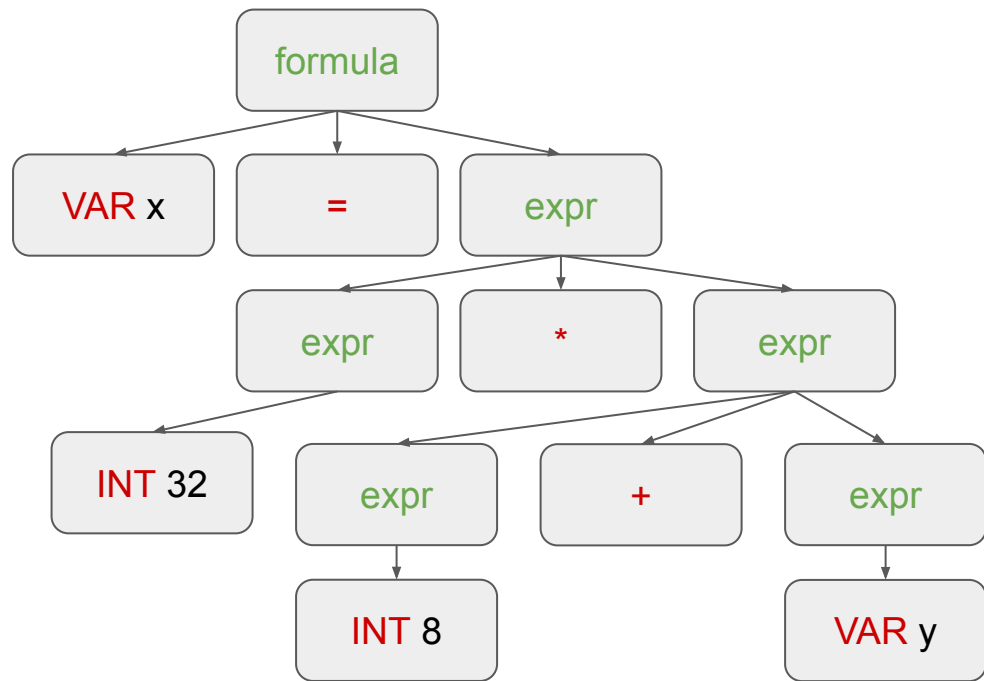 formula
VAR x
=
expr
expr
*
expr
INT 32
expr
+
expr
INT 8
VAR y